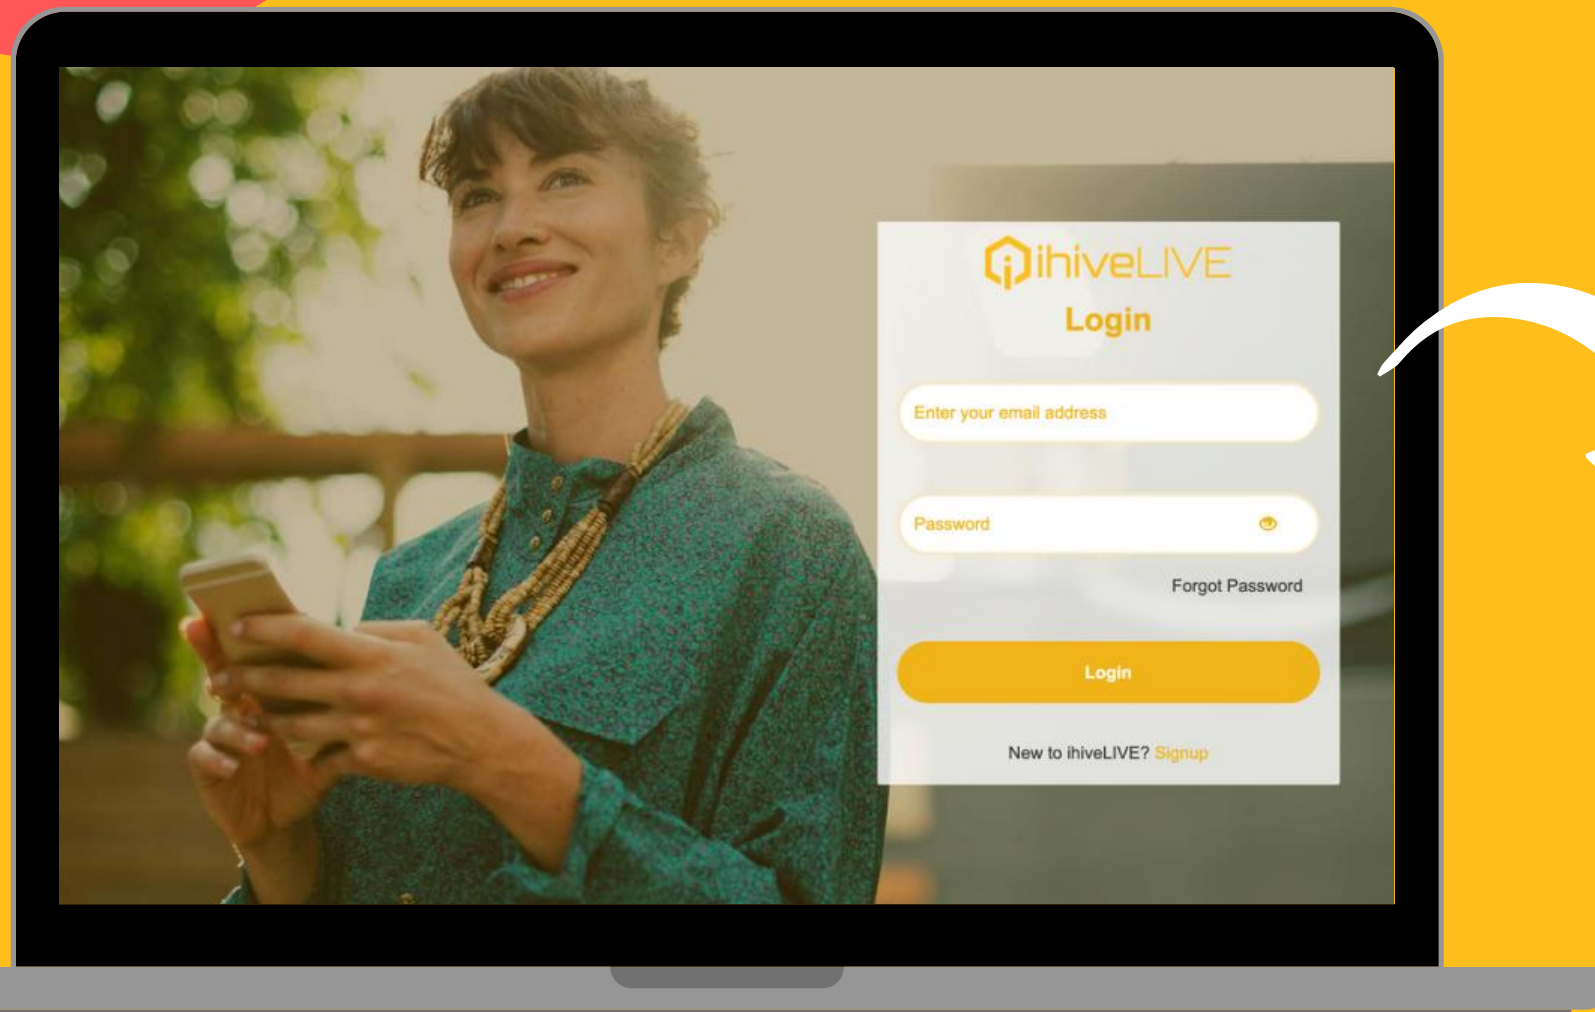 ihiveLIVE
Login
Enter your email address
Password
Forgot Password
Login
New to ihiveLIVE? Signup